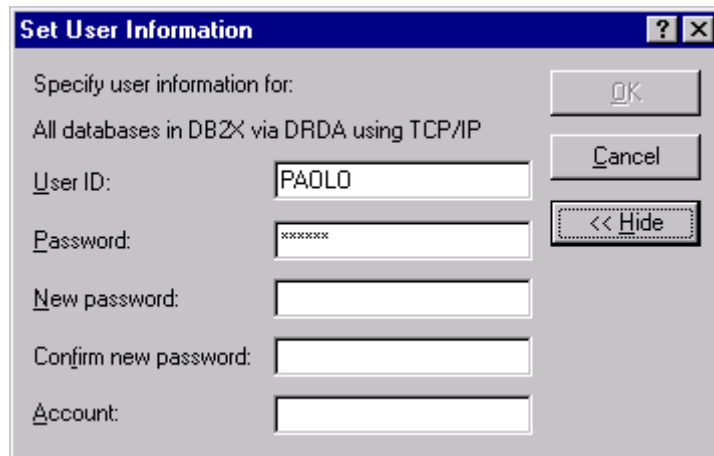 Set User Information
Specify user information for:
OK
All databases in DB2X via DRDA using TCP/IP
Cancel
User ID: PAOLO
<< Hide
Password: ******
New password:
Confirm new password:
Account: